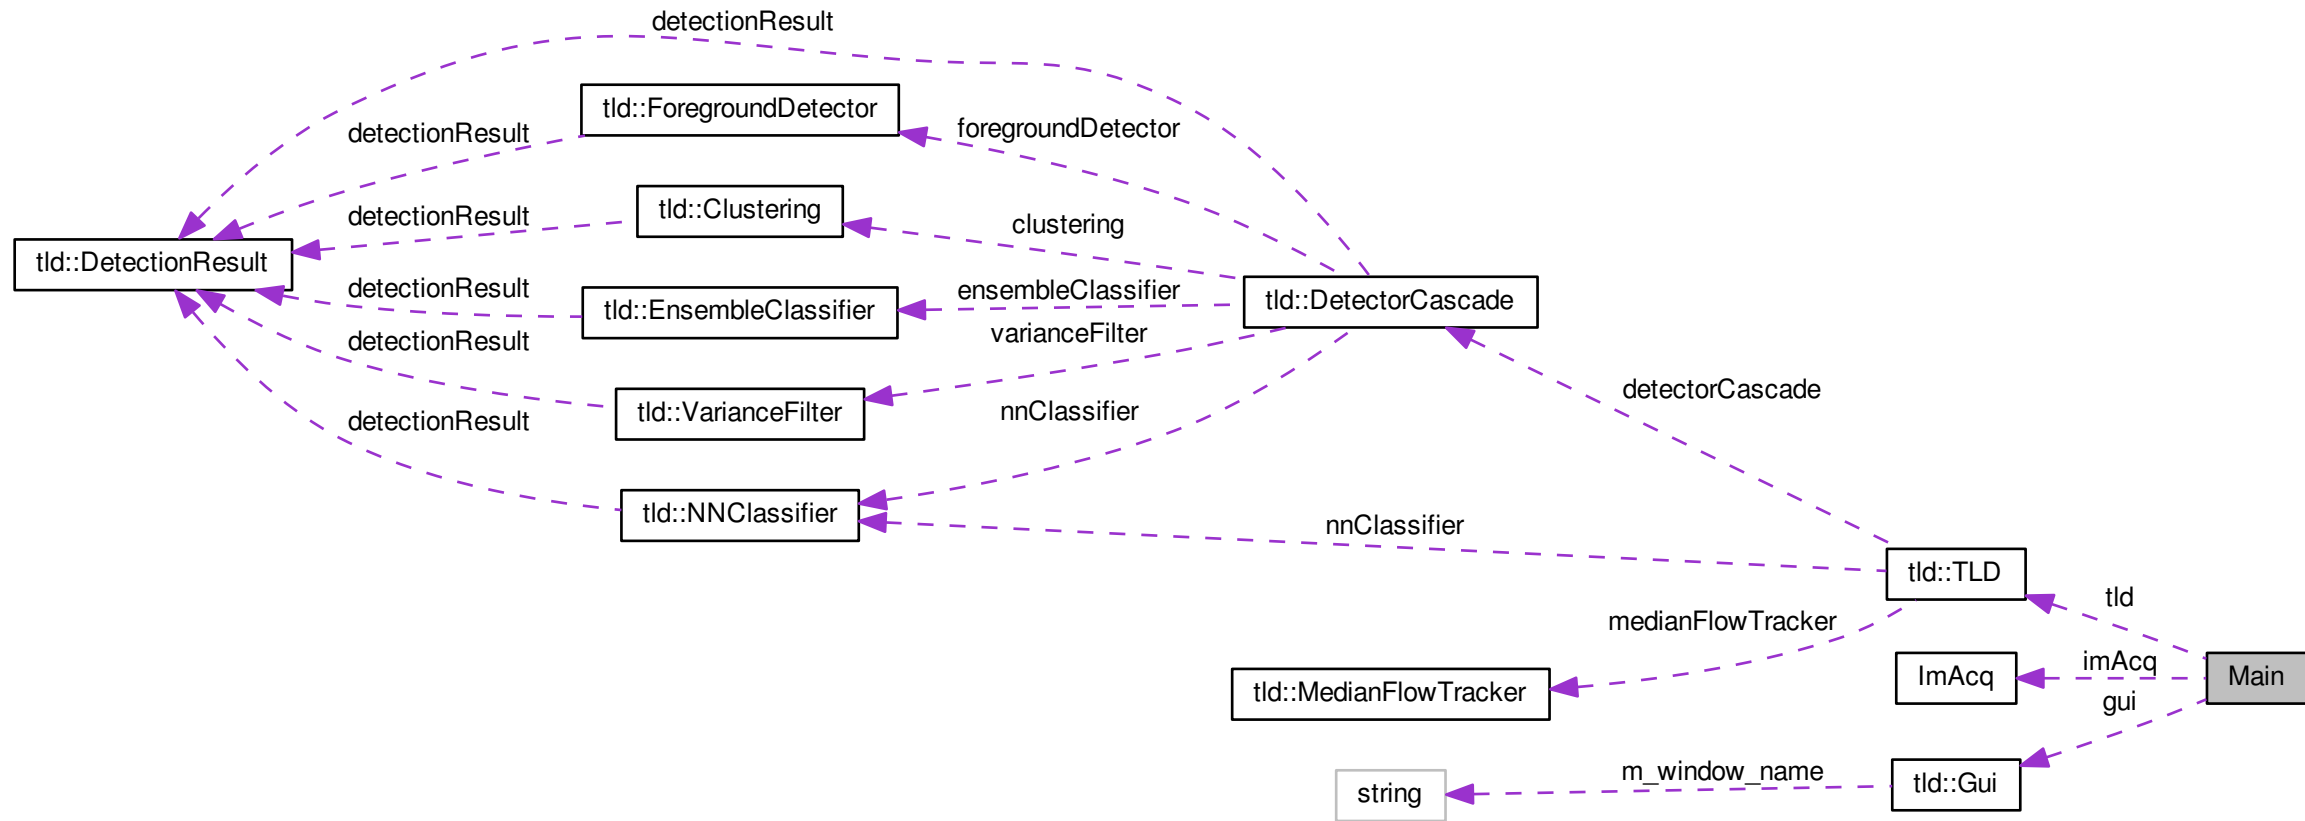 detectionResult
tld::ForegroundDetector
detectionResult
foregroundDetector
tld::Clustering
detectionResult
clustering
tld::DetectionResult
detectionResult
tld::EnsembleClassifier
ensembleClassifier
tld::DetectorCascade
detectionResult
varianceFilter
detectorCascade
tld::VarianceFilter
nnClassifier
detectionResult
tld::NNClassifier
nnClassifier
tld::TLD
tld
medianFlowTracker
imAcq
ImAcq
Main
tld::MedianFlowTracker
gui
m_window_name
tld::Gui
string